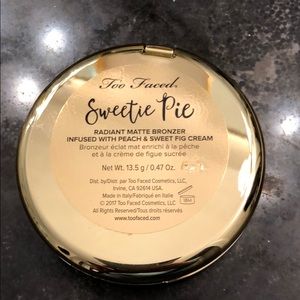 Too Faced.
Sweetie Pie
RADIANT MATTE BRONZER
INFUSED WITH PEACH & SWEET FIG CREAM
Bronzeur éclat mat enrichi à la pêche
et à la crème de figue sucrée
Net Wt. 13.5 g / 0.47 Oz.
Dist. by/Distr. par Too Faced Cosmetics, LLC,
Irvine, CA 92614 USA.
Made in Italy/Fabriqué en Italie
© 2017 Too Faced Cosmetics, LLC
All Rights Reserved/Tous droits réservés
www.toofaced.com
18M